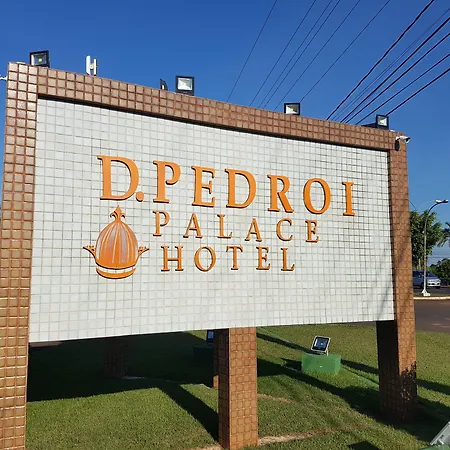 D. PEDRO I
PALACE
HOTEL